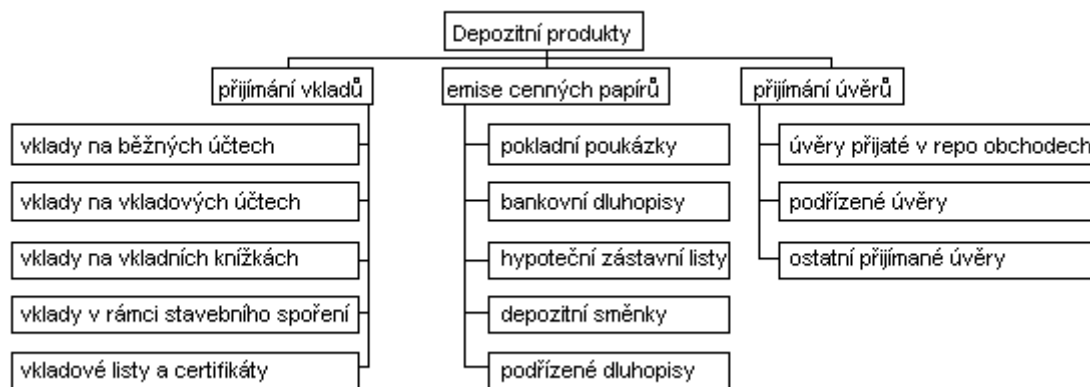 Depozitní produkty
přijímání vkladů
emise cenných papírů
přijímání úvěrů
vklady na běžných účtech
vklady na vkladových účtech
vklady na vkladních knížkách
vklady v rámci stavebního spoření
vkladové listy a certifikáty
pokladní poukázky
bankovní dluhopisy
hypoteční zástavní listy
depozitní směnky
podřízené dluhopisy
úvěry přijaté v repo obchodech
podřízené úvěry
ostatní přijímané úvěry